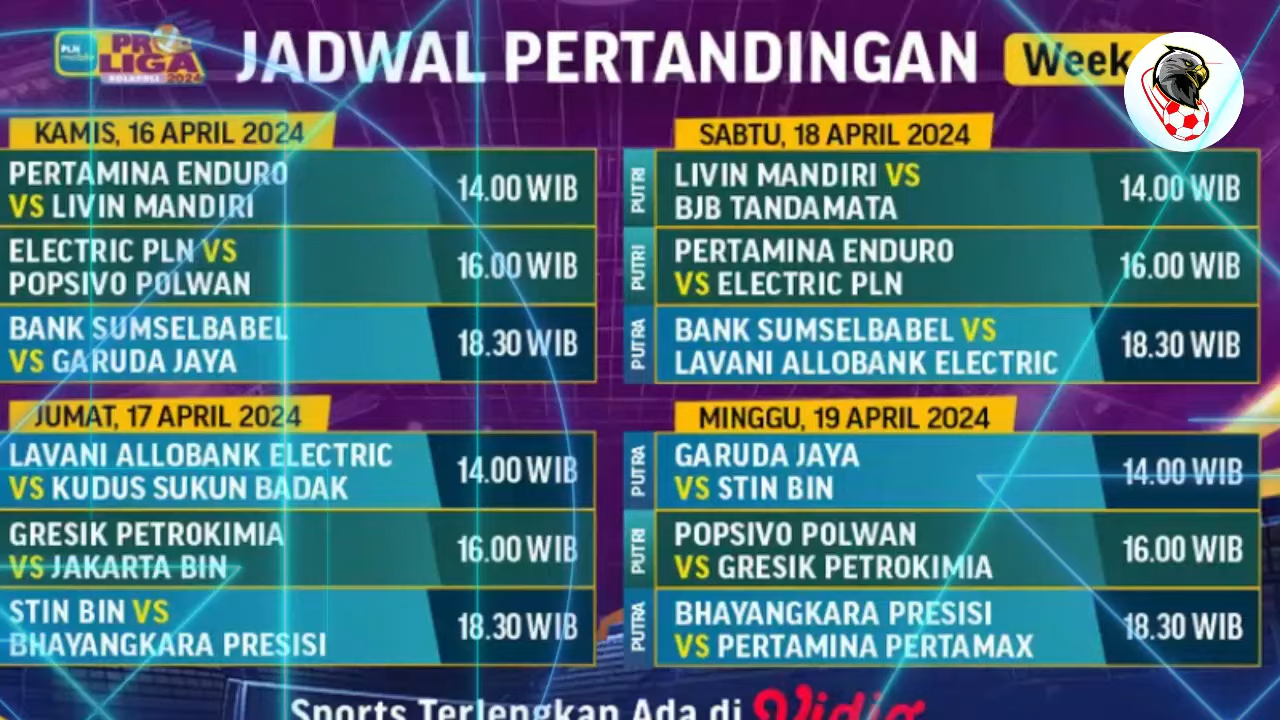 PLN
PRO
LIGA
2024
JADWAL PERTANDINGAN
Week
KAMIS, 16 APRIL 2024
PERTAMINA ENDURO
VS LIVIN MANDIRI
14.00 WIB
ELECTRIC PLN VS
POPSIVO POLWAN
16.00 WIB
BANK SUMSELBABEL
VS GARUDA JAYA
18.30 WIB
JUMAT, 17 APRIL 2024
LAVANI ALLOBANK ELECTRIC
VS KUDUS SUKUN BADAK
14.00 WIB
GRESIK PETROKIMIA
VS JAKARTA BIN
16.00 WIB
STIN BIN VS
BHAYANGKARA PRESISI
18.30 WIB
SABTU, 18 APRIL 2024
PUTRI
LIVIN MANDIRI VS
BJB TANDAMATA
14.00 WIB
PUTRI
PERTAMINA ENDURO
VS ELECTRIC PLN
16.00 WIB
PUTRA
BANK SUMSELBABEL VS
LAVANI ALLOBANK ELECTRIC
18.30 WIB
MINGGU, 19 APRIL 2024
PUTRA
GARUDA JAYA
VS STIN BIN
14.00 WIB
PUTRI
POPSIVO POLWAN
VS GRESIK PETROKIMIA
16.00 WIB
PUTRA
BHAYANGKARA PRESISI
VS PERTAMINA PERTAMAX
18.30 WIB
Sports Terlengkap Ada di Vidio